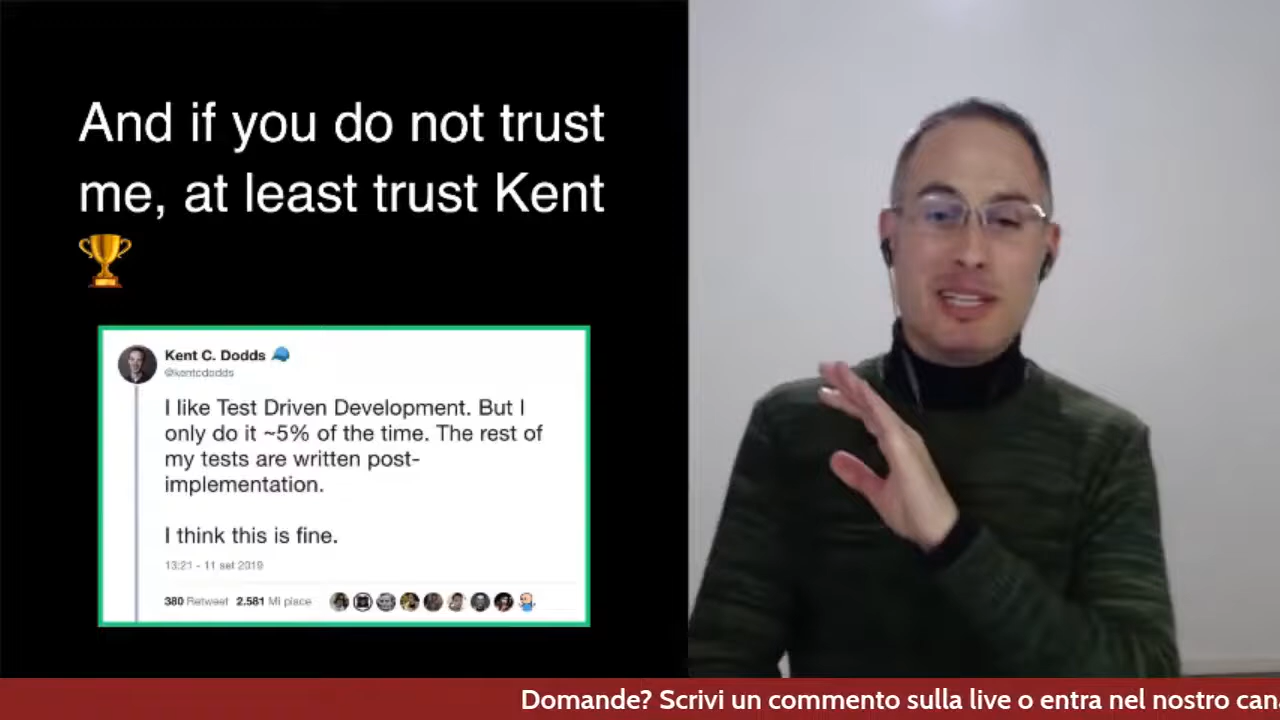 And if you do not trust
me, at least trust Kent
🏆
Kent C. Dodds 🧢
@kentcdodds
I like Test Driven Development. But I
only do it ~5% of the time. The rest of
my tests are written post-
implementation.
I think this is fine.
13:21 - 11 set 2019
380 Retweet 2.581 Mi piace
Domande? Scrivi un commento sulla live o entra nel nostro can